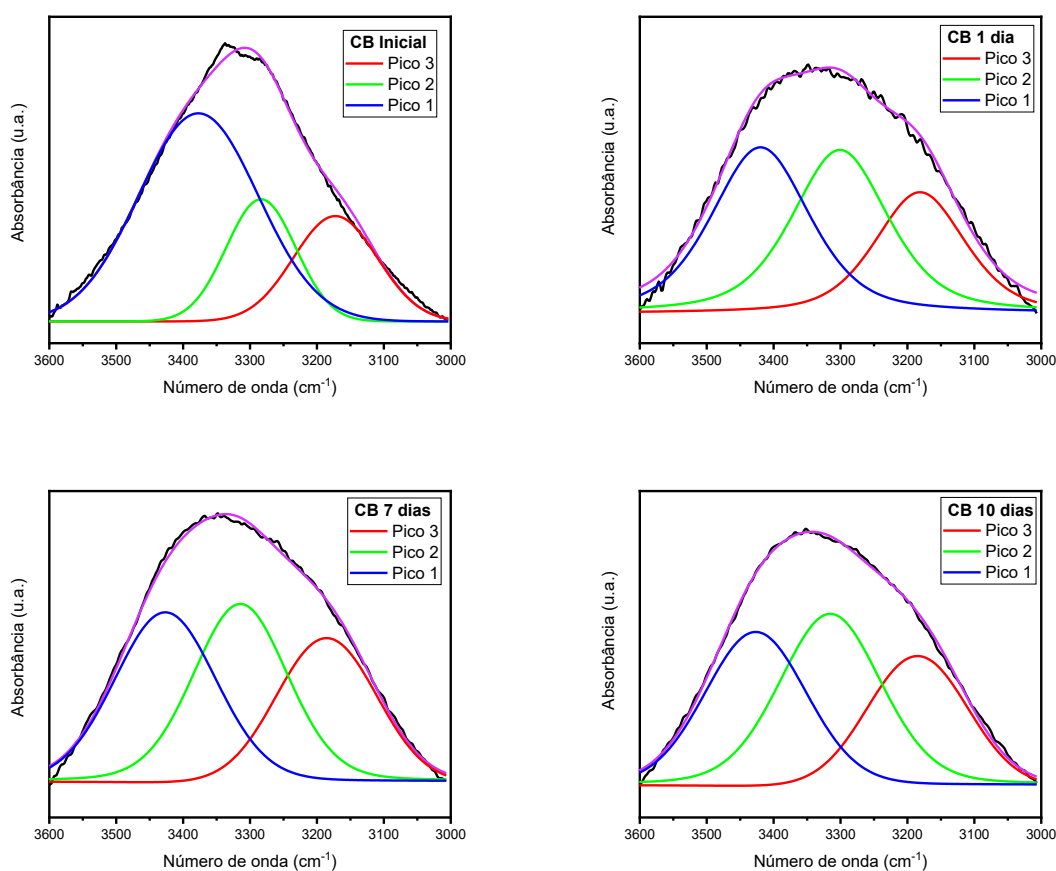 CB Inicial
Pico 3
Pico 2
Pico 1
Absorbância (u.a.)
3600 3500 3400 3300 3200 3100 3000
Número de onda (cm-1)
CB 1 dia
Pico 3
Pico 2
Pico 1
Absorbância (u.a.)
3600 3500 3400 3300 3200 3100 3000
Número de onda (cm-1)
CB 7 dias
Pico 3
Pico 2
Pico 1
Absorbância (u.a.)
3600 3500 3400 3300 3200 3100 3000
Número de onda (cm-1)
CB 10 dias
Pico 3
Pico 2
Pico 1
Absorbância (u.a.)
3600 3500 3400 3300 3200 3100 3000
Número de onda (cm-1)